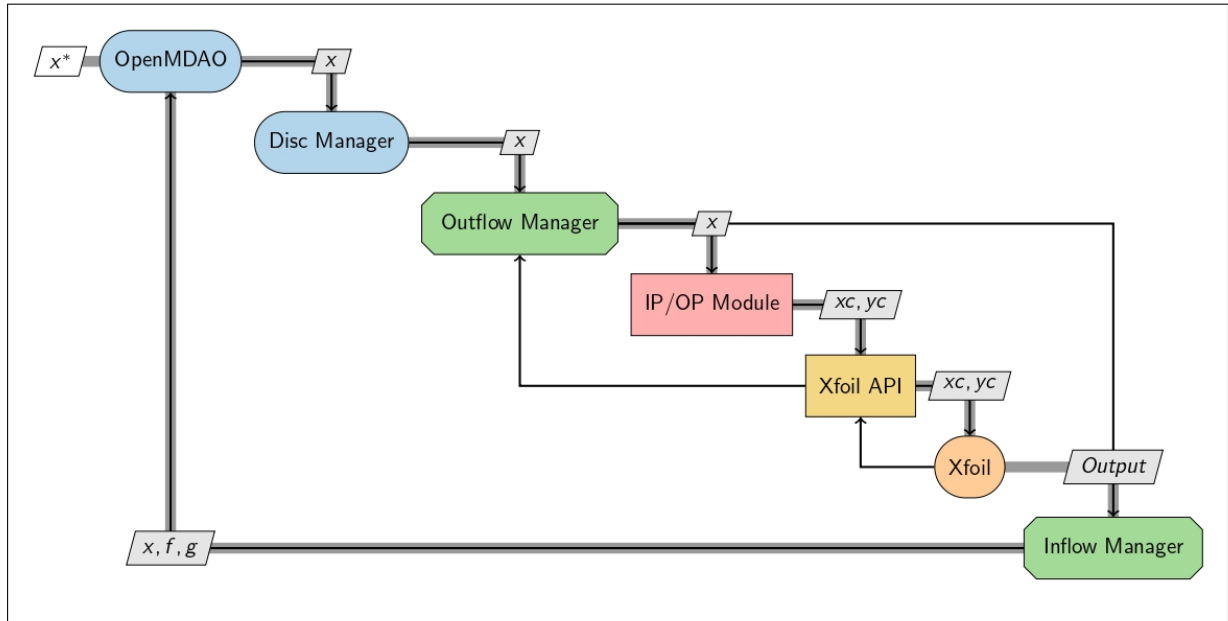 x*
OpenMDAO
x
Disc Manager
x
Outflow Manager
x
IP/OP Module
xc, yc
Xfoil API
xc, yc
Xfoil
Output
x, f, g
Inflow Manager